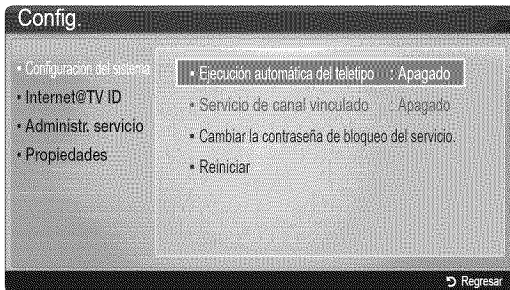 Config.
• Configuración del sistema
• Internet@TV ID
• Administr. servicio
• Propiedades
• Ejecución automática del teletipo : Apagado
• Servicio de canal vinculado : Apagado
• Cambiar la contraseña de bloqueo del servicio.
• Reiniciar
Regresar